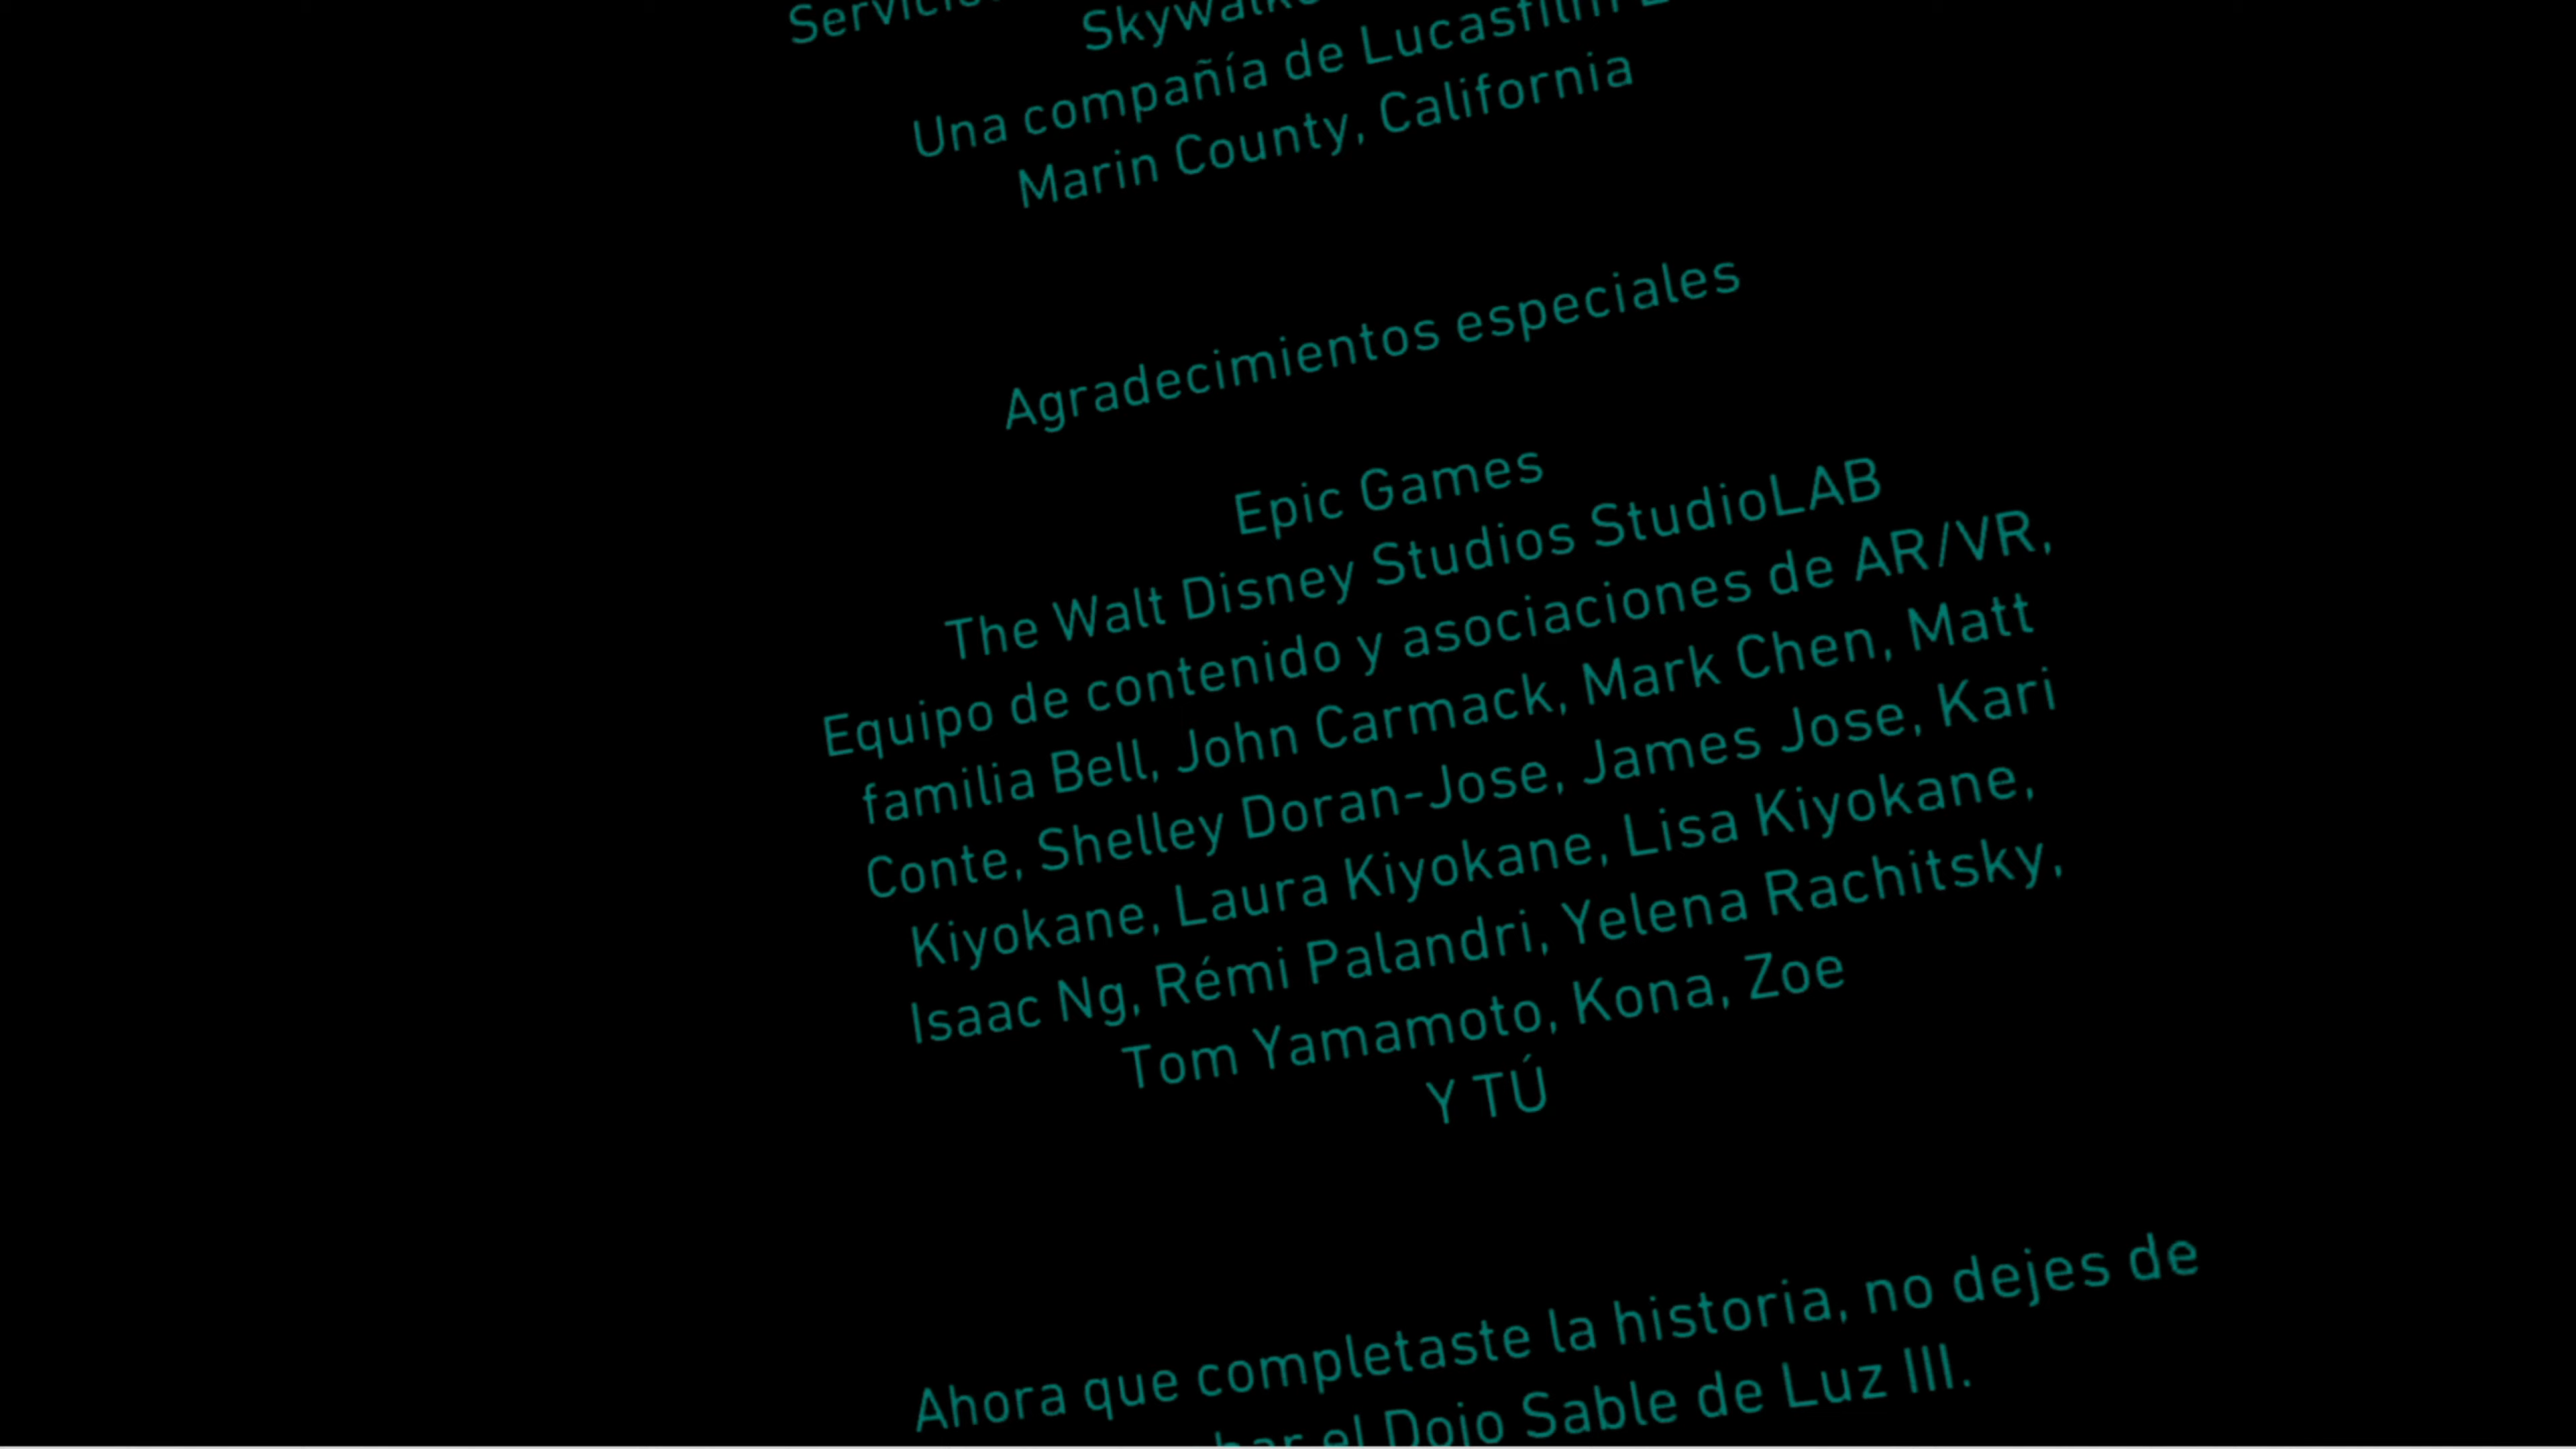 Una compañía de Lucasfilm
Marin County, California
Agradecimientos especiales
Epic Games
The Walt Disney Studios StudioLAB
Equipo de contenido y asociaciones de AR/VR,
familia Bell, John Carmack, Mark Chen, Matt
Conte, Shelley Doran-Jose, James Jose, Kari
Kiyokane, Laura Kiyokane, Lisa Kiyokane,
Isaac Ng, Rémi Palandri, Yelena Rachitsky,
Tom Yamamoto, Kona, Zoe
Y TÚ
Ahora que completaste la historia, no dejes de
el Dojo Sable de Luz III.